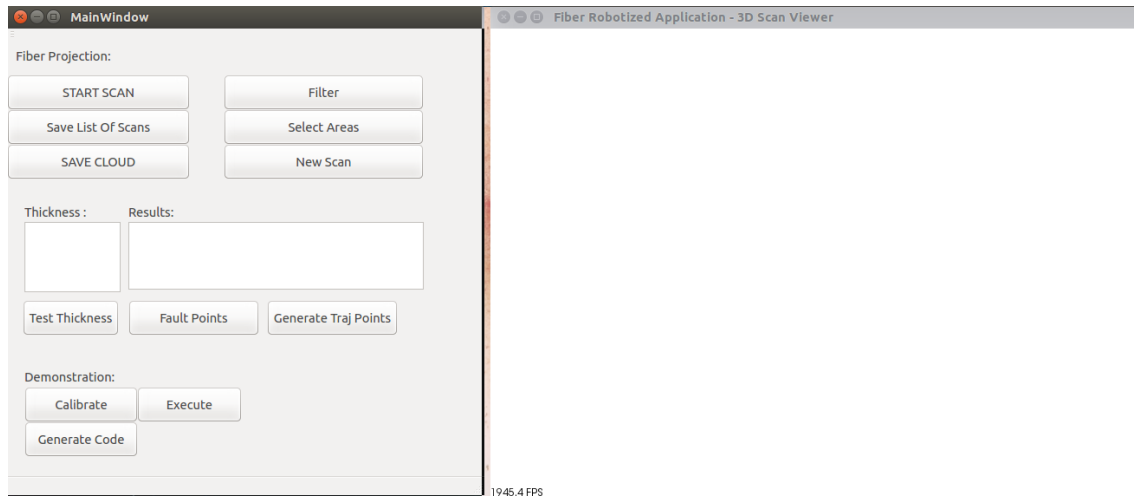 MainWindow
Fiber Robotized Application - 3D Scan Viewer
Fiber Projection:
START SCAN
Filter
Save List Of Scans
Select Areas
SAVE CLOUD
New Scan
Thickness :
Results:
Test Thickness
Fault Points
Generate Traj Points
Demonstration:
Calibrate
Execute
Generate Code
1945.4 FPS